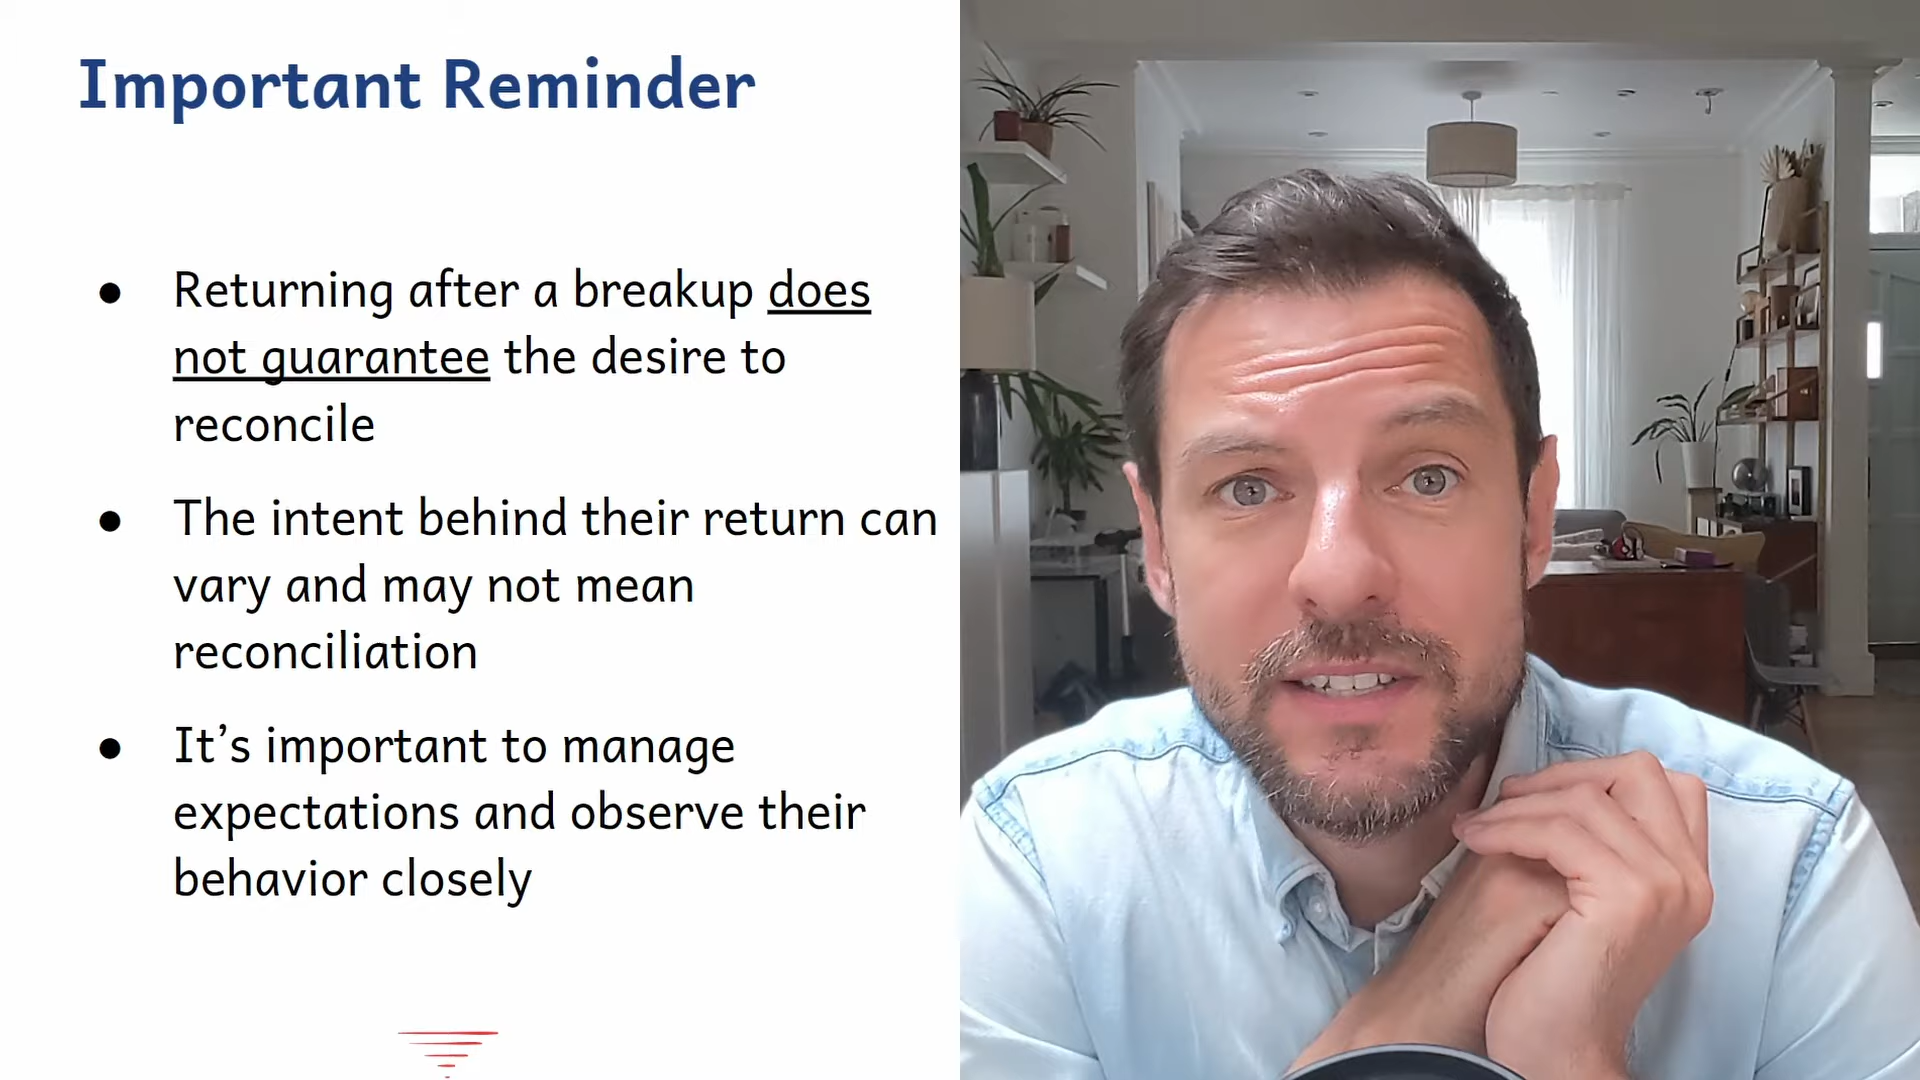 Important Reminder
● Returning after a breakup does
not guarantee the desire to
reconcile
● The intent behind their return can
vary and may not mean
reconciliation
● It’s important to manage
expectations and observe their
behavior closely